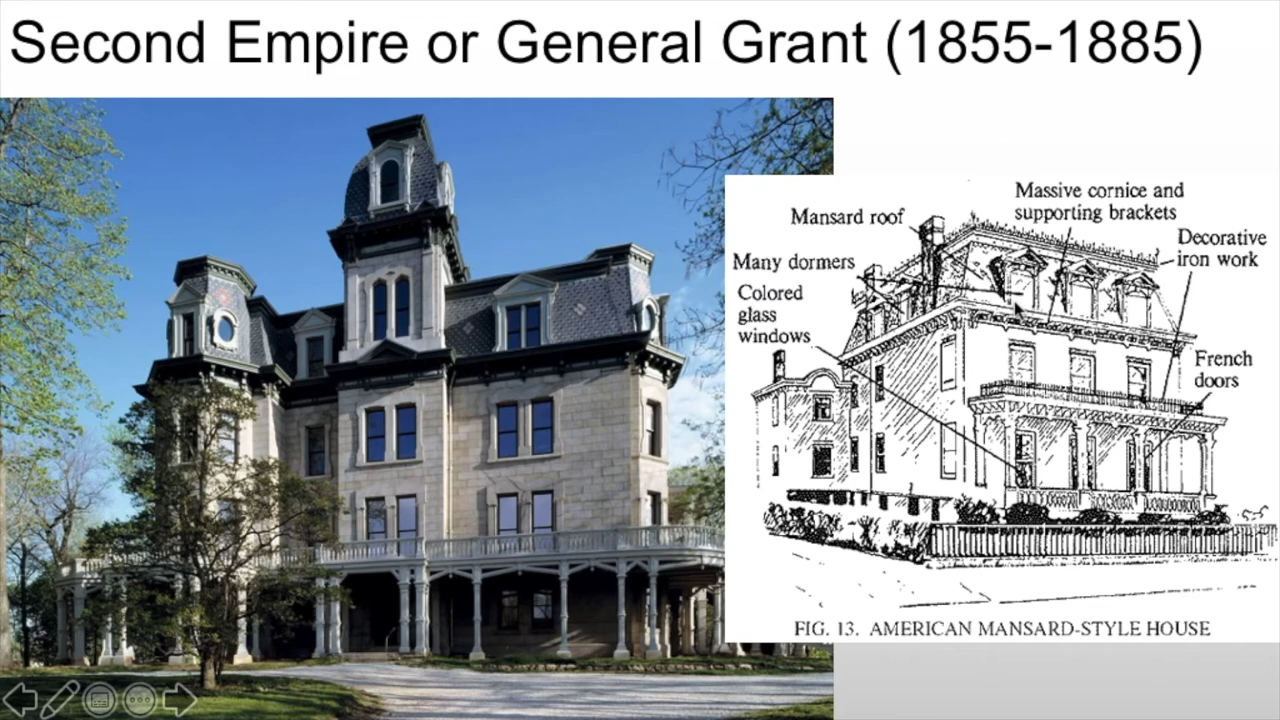 Second Empire or General Grant (1855-1885)
Massive cornice and
supporting brackets
Mansard roof
Decorative
iron work
Many dormers
Colored
glass
windows
French
doors
FIG. 13. AMERICAN MANSARD-STYLE HOUSE